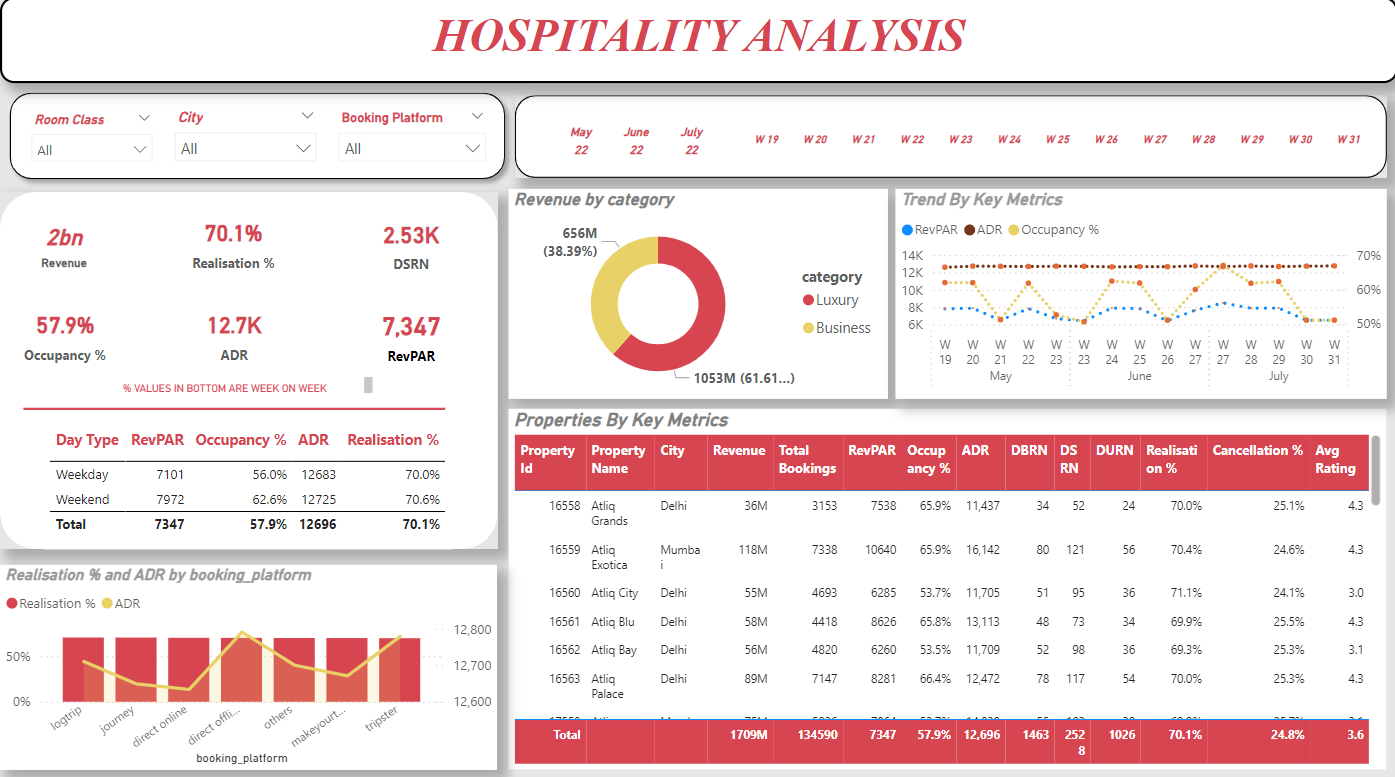 HOSPITALITY ANALYSIS
Room Class
All
City
All
Booking Platform
All
May 22
June 22
July 22
W 19 W 20 W 21 W 22 W 23 W 24 W 25 W 26 W 27 W 28 W 29 W 30 W 31
2bn
Revenue
70.1%
Realisation %
2.53K
DSRN
57.9%
Occupancy %
12.7K
ADR
7,347
RevPAR
% VALUES IN BOTTOM ARE WEEK ON WEEK
Day Type RevPAR Occupancy % ADR Realisation %
Weekday 7101 56.0% 12683 70.0%
Weekend 7972 62.6% 12725 70.6%
Total 7347 57.9% 12696 70.1%
Revenue by category
656M
(38.39%)
1053M (61.61...)
category
Luxury
Business
Trend By Key Metrics
RevPAR ADR Occupancy %
14K
12K
10K
8K
6K
70%
60%
50%
W 19 W 20 W 21 W 22 W 23 W 23 W 24 W 25 W 26 W 27 W 27 W 28 W 29 W 30 W 31
May June July
Realisation % and ADR by booking_platform
Realisation % ADR
50%
0%
12,800
12,700
12,600
logtrip journey direct online direct offli... others makeyourt... tripster
booking_platform
Properties By Key Metrics
Property Id Property Name City Revenue Total Bookings RevPAR Occupancy % ADR DBRN DSRN DURN Realisation % Cancellation % Avg Rating
16558 Atliq Grands Delhi 36M 3153 7538 65.9% 11,437 34 52 24 70.0% 25.1% 4.3
16559 Atliq Exotica Mumbai 118M 7338 10640 65.9% 16,142 80 121 56 70.4% 24.6% 4.3
16560 Atliq City Delhi 55M 4693 6285 53.7% 11,705 51 95 36 71.1% 24.1% 3.0
16561 Atliq Blu Delhi 58M 4418 8626 65.8% 13,113 48 73 34 69.9% 25.5% 4.3
16562 Atliq Bay Delhi 56M 4820 6260 53.5% 11,709 52 98 36 69.3% 25.3% 3.1
16563 Atliq Palace Delhi 89M 7147 8281 66.4% 12,472 78 117 54 70.0% 25.3% 4.3
Total 1709M 134590 7347 57.9% 12,696 1463 2528 1026 70.1% 24.8% 3.6